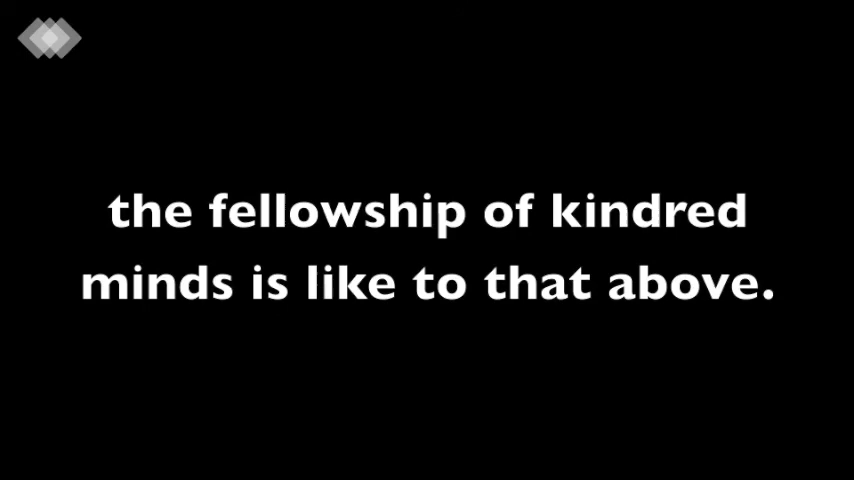 the fellowship of kindred
minds is like to that above.